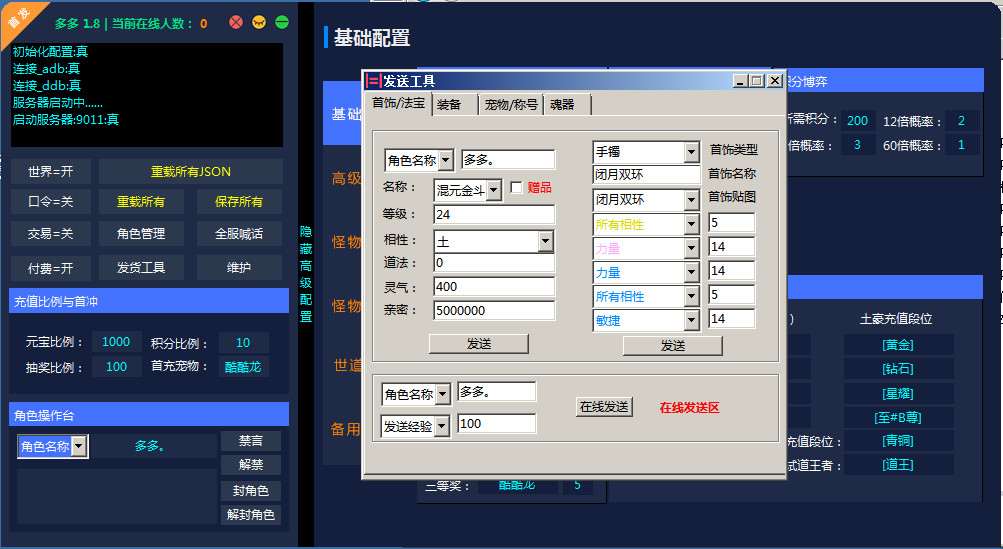 首发
多多 1.8 | 当前在线人数： 0
初始化配置:真
连接_adb:真
连接_ddb:真
服务器启动中......
启动服务器:9011:真
世界=开
重载所有JSON
口令=关
重载所有
保存所有
交易=关
角色管理
全服喊话
付费=开
发货工具
维护
充值比例与首冲
元宝比例：
1000
积分比例：
10
抽奖比例：
100
首充宠物：
酷酷龙
角色操作台
角色名称
多多。
禁言
解禁
封角色
解封角色
隐藏高级配置
基础配置
基础
高级
怪物
怪物
世道
备用
发送工具
首饰/法宝
装备
宠物/称号
魂器
角色名称
多多。
名称：
混元金斗
赠品
等级：
24
相性：
土
道法：
0
灵气：
400
亲密：
5000000
发送
手镯
首饰类型
闭月双环
首饰名称
闭月双环
首饰贴图
所有相性
5
力量
14
力量
14
所有相性
5
敏捷
14
发送
角色名称
多多。
发送经验
100
在线发送
在线发送区
积分博弈
所需积分：
200
12倍概率：
2
倍概率：
3
60倍概率：
1
土豪充值段位
[黄金]
[钻石]
[星耀]
[至#B尊]
充值段位：
[青铜]
试道王者：
[道王]
三等奖：
酷酷龙
5